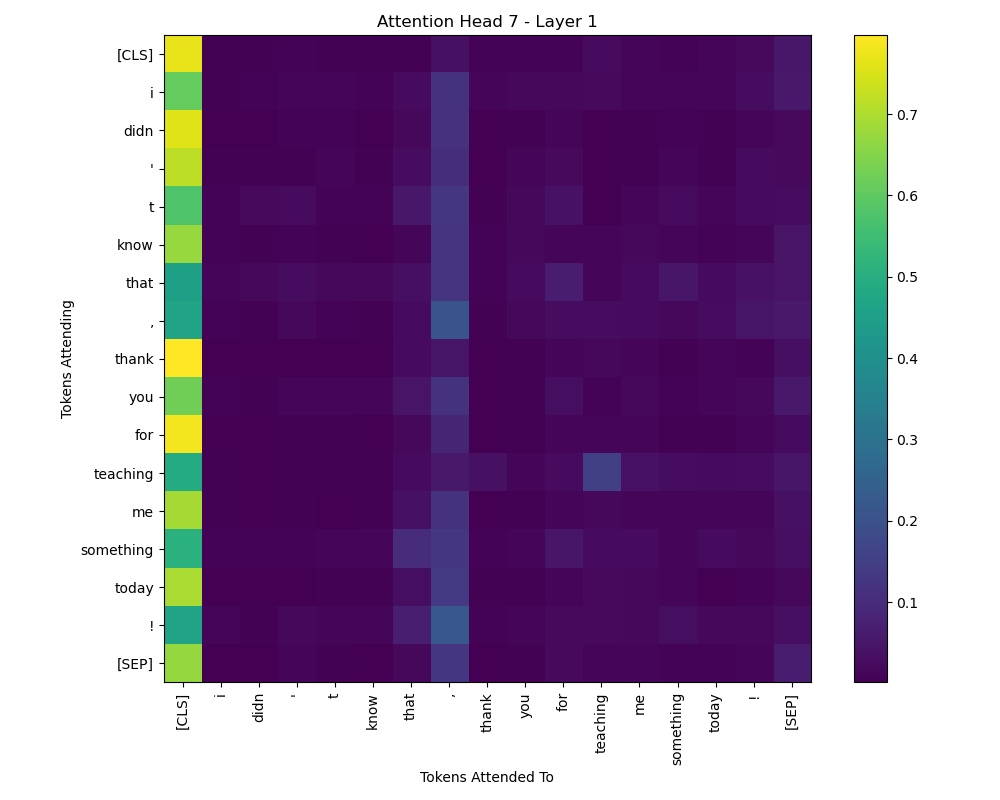 Attention Head 7 - Layer 1
[CLS]
i
didn
'
t
know
that
,
thank
you
for
teaching
me
something
today
!
[SEP]
Tokens Attending
[CLS]
i
didn
'
t
know
that
,
thank
you
for
teaching
me
something
today
!
[SEP]
Tokens Attended To
0.7
0.6
0.5
0.4
0.3
0.2
0.1